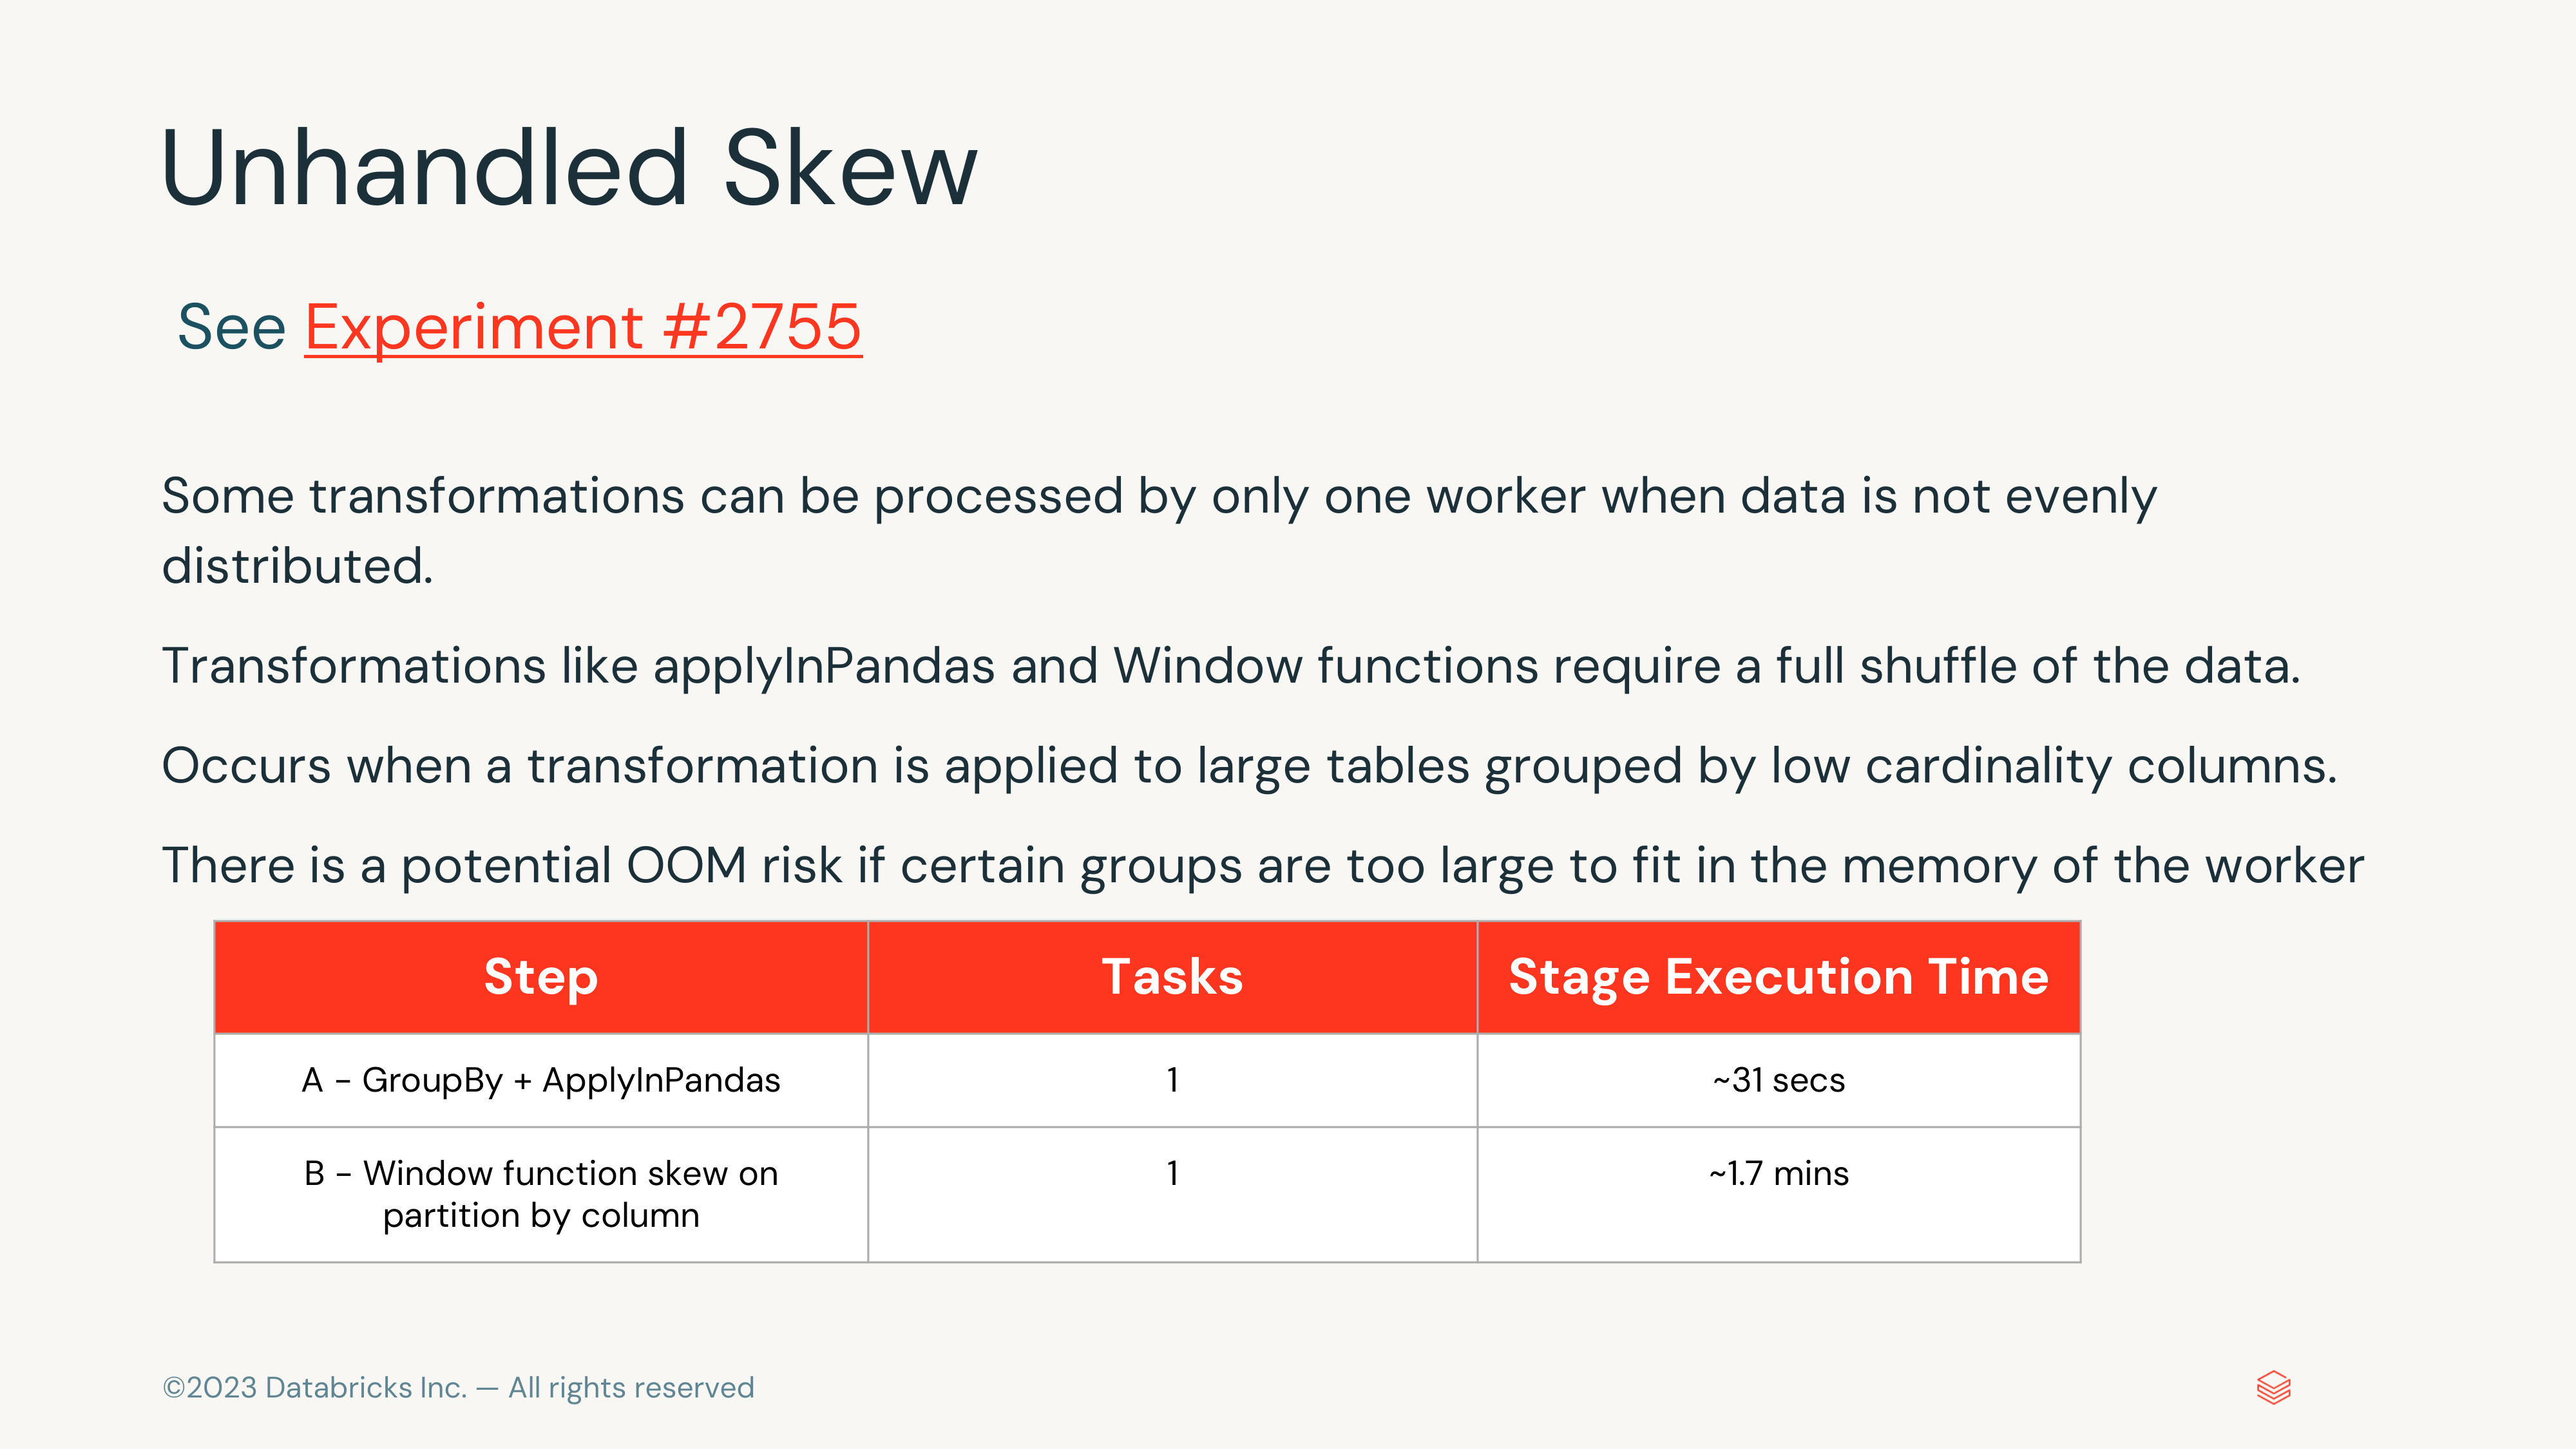 Unhandled Skew
See Experiment #2755
Some transformations can be processed by only one worker when data is not evenly
distributed.
Transformations like applyInPandas and Window functions require a full shuffle of the data.
Occurs when a transformation is applied to large tables grouped by low cardinality columns.
There is a potential OOM risk if certain groups are too large to fit in the memory of the worker
Step Tasks Stage Execution Time
A - GroupBy + ApplyInPandas 1 ~31 secs
B - Window function skew on 1 ~1.7 mins
partition by column
©2023 Databricks Inc. — All rights reserved